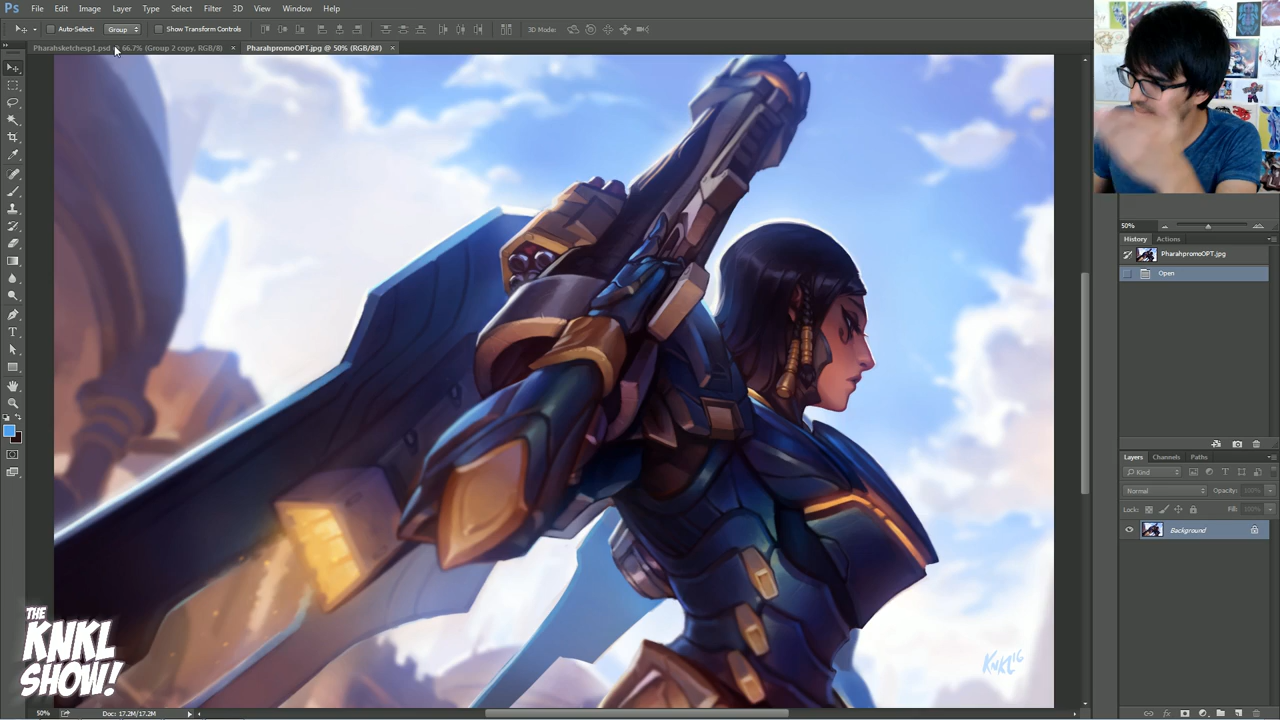 Ps File Edit Image Layer Type Select Filter 3D View Window Help
Auto-Select: Group Show Transform Controls 3D Mode:
Pharahsketchesp1.psd @ 66.7% (Group 2 copy, RGB/8) × PharahpromoOPT.jpg @ 50% (RGB/8#) ×
50%
History Actions
PharahpromoOPT.jpg
Open
Layers Channels Paths
Kind
Normal Opacity: 100%
Lock: Fill: 100%
Background
THE
KNKL
SHOW!
KNKL'16
50% Doc: 17.2M/17.2M